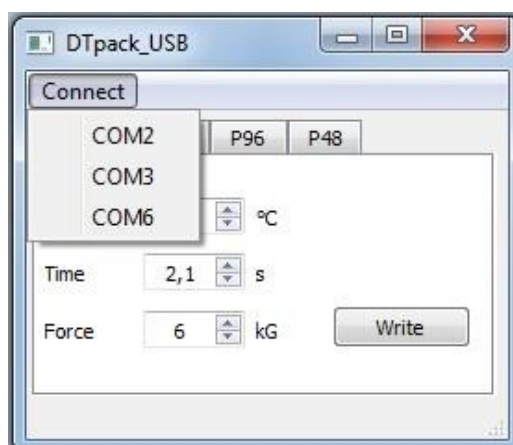 DTpack_USB
Connect
COM2
P96 P48
COM3
COM6
°C
Time 2,1 s
Force 6 kG Write